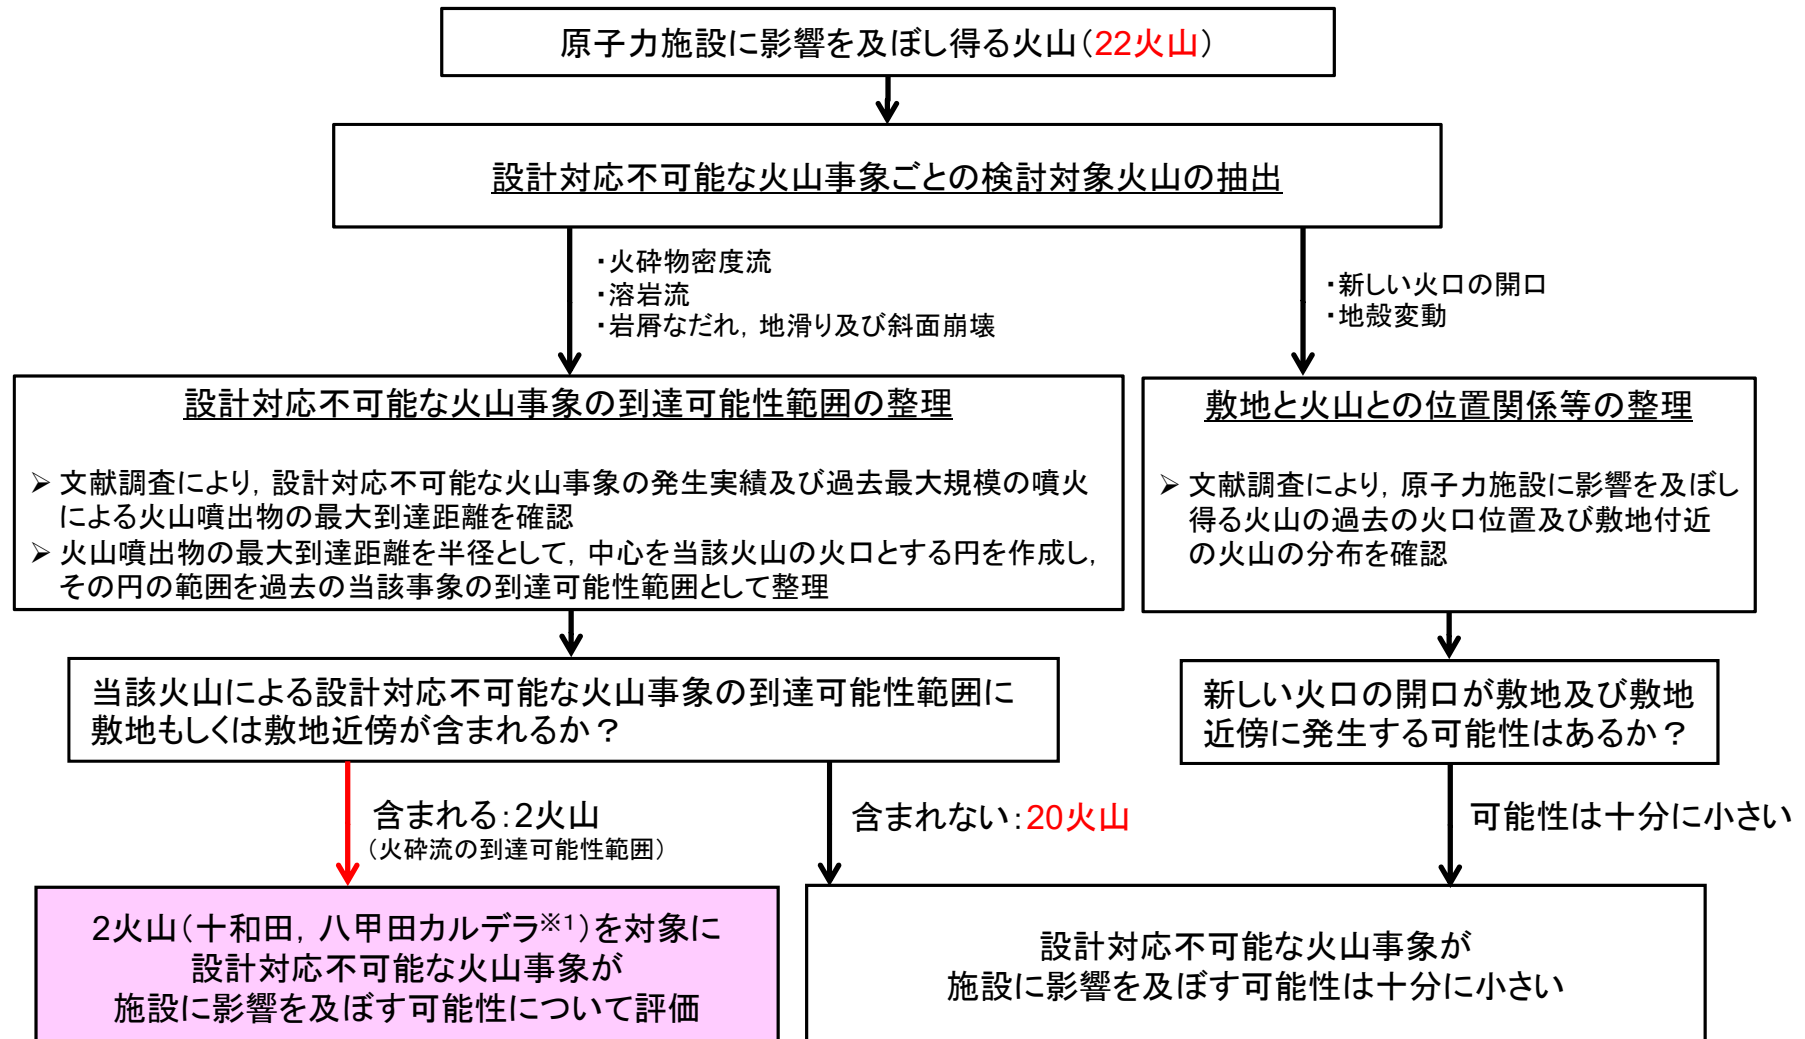 原子力施設に影響を及ぼし得る火山（22火山）
設計対応不可能な火山事象ごとの検討対象火山の抽出
・火砕物密度流
・溶岩流
・岩屑なだれ，地滑り及び斜面崩壊
・新しい火口の開口
・地殻変動
設計対応不可能な火山事象の到達可能性範囲の整理
➢ 文献調査により，設計対応不可能な火山事象の発生実績及び過去最大規模の噴火
による火山噴出物の最大到達距離を確認
➢ 火山噴出物の最大到達距離を半径として，中心を当該火山の火口とする円を作成し，
その円の範囲を過去の当該事象の到達可能性範囲として整理
敷地と火山との位置関係等の整理
➢ 文献調査により，原子力施設に影響を及ぼし
得る火山の過去の火口位置及び敷地付近
の火山の分布を確認
当該火山による設計対応不可能な火山事象の到達可能性範囲に
敷地もしくは敷地近傍が含まれるか？
新しい火口の開口が敷地及び敷地
近傍に発生する可能性はあるか？
含まれる：2火山
（火砕流の到達可能性範囲）
含まれない：20火山
可能性は十分に小さい
2火山（十和田，八甲田カルデラ※1）を対象に
設計対応不可能な火山事象が
施設に影響を及ぼす可能性について評価
設計対応不可能な火山事象が
施設に影響を及ぼす可能性は十分に小さい